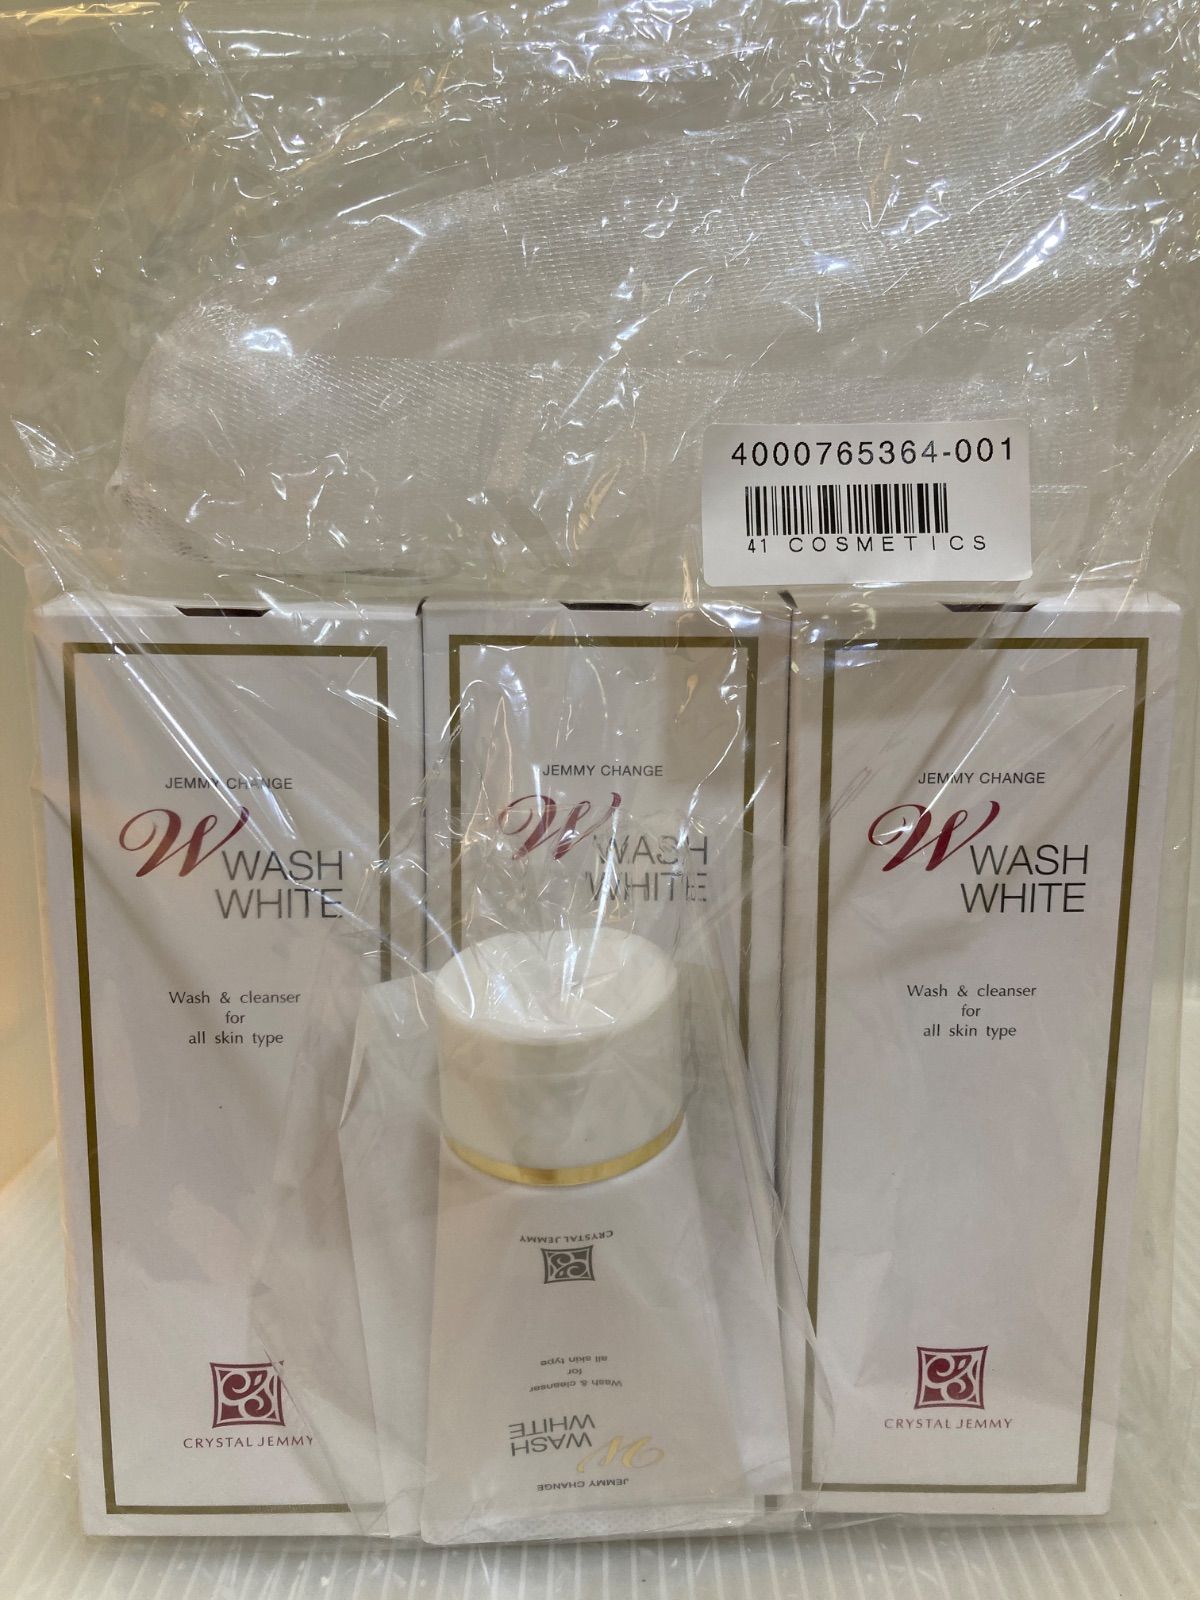 4000765364-001
41 COSMETICS
JEMMY CHANGE
W WASH
WHITE
Wash & cleanser
for
all skin type
CRYSTAL JEMMY
JEMMY CHANGE
W WASH
WHITE
JEMMY CHANGE
W WASH
WHITE
Wash & cleanser
for
all skin type
CRYSTAL JEMMY
JEMMY CHANGE
W WASH
WHITE
Wash & cleanser
for
all skin type
CRYSTAL JEMMY